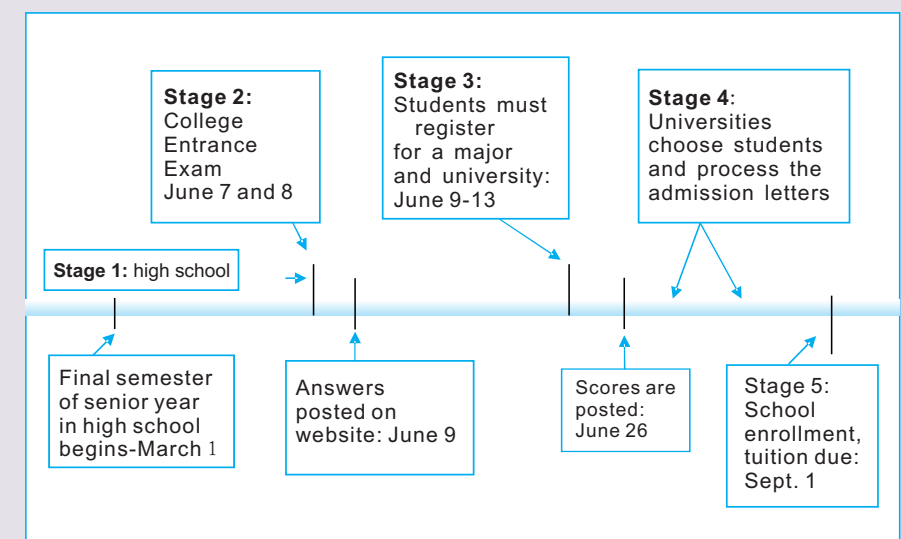 Stage 2:
College
Entrance
Exam
June 7 and 8
Stage 3:
Students must
register
for a major
and university:
June 9-13
Stage 4:
Universities
choose students
and process the
admission letters
Stage 1: high school
Final semester
of senior year
in high school
begins-March 1
Answers
posted on
website: June 9
Scores are
posted:
June 26
Stage 5:
School
enrollment,
tuition due:
Sept. 1